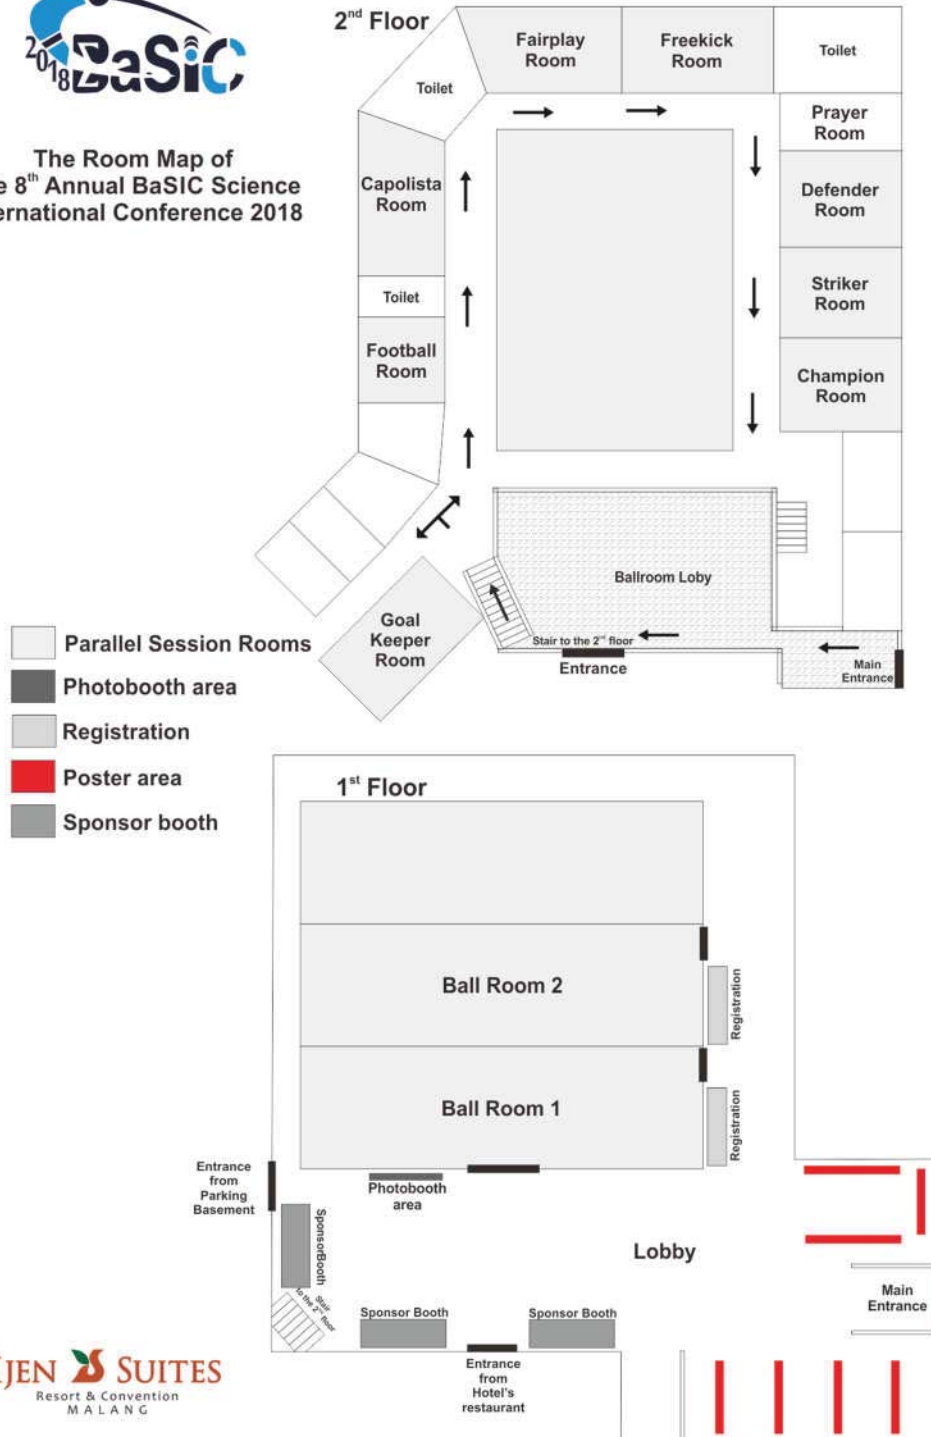 2018 BaSiC
The Room Map of
e 8th Annual BaSIC Science
ernational Conference 2018
2nd Floor
Fairplay
Room
Freekick
Room
Toilet
Toilet
Prayer
Room
Capolista
Room
Defender
Room
Toilet
Striker
Room
Football
Room
Champion
Room
Ballroom Loby
Goal
Keeper
Room
Stair to the 2nd floor
Entrance
Main
Entrance
Parallel Session Rooms
Photobooth area
Registration
Poster area
Sponsor booth
1st Floor
Ball Room 2
Registration
Ball Room 1
Registration
Entrance
from
Parking
Basement
Photobooth
area
SponsorBooth
Lobby
Stair
to the 2nd floor
Main
Entrance
Sponsor Booth
Sponsor Booth
Entrance
from
Hotel's
restaurant
IJEN SUITES
Resort & Convention
MALANG